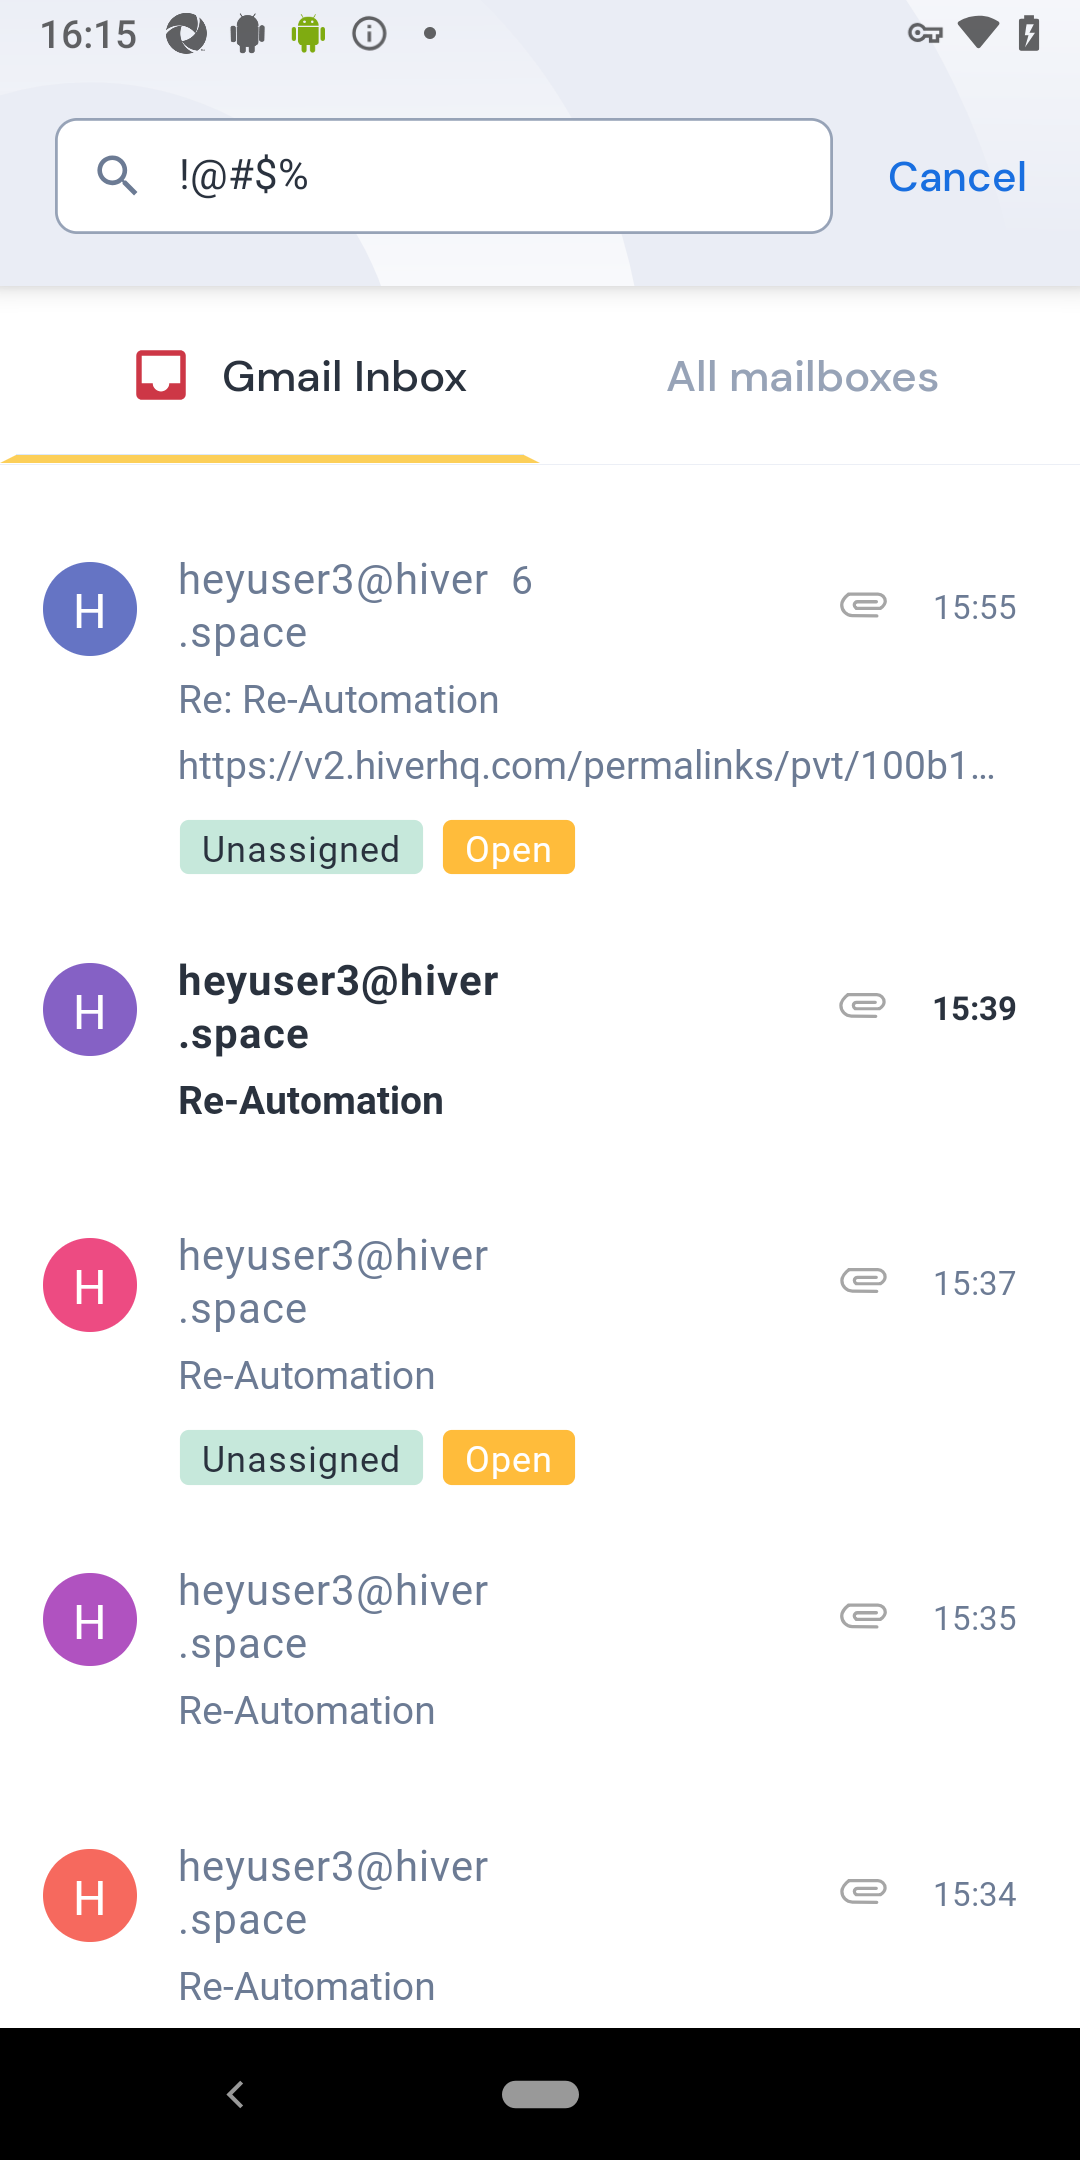 16:15
!@#$%
Cancel
Gmail Inbox
All mailboxes
H
heyuser3@hiver 6
.space
15:55
Re: Re-Automation
https://v2.hiverhq.com/permalinks/pvt/100b1…
Unassigned
Open
H
heyuser3@hiver
.space
15:39
Re-Automation
H
heyuser3@hiver
.space
15:37
Re-Automation
Unassigned
Open
H
heyuser3@hiver
.space
15:35
Re-Automation
H
heyuser3@hiver
.space
15:34
Re-Automation